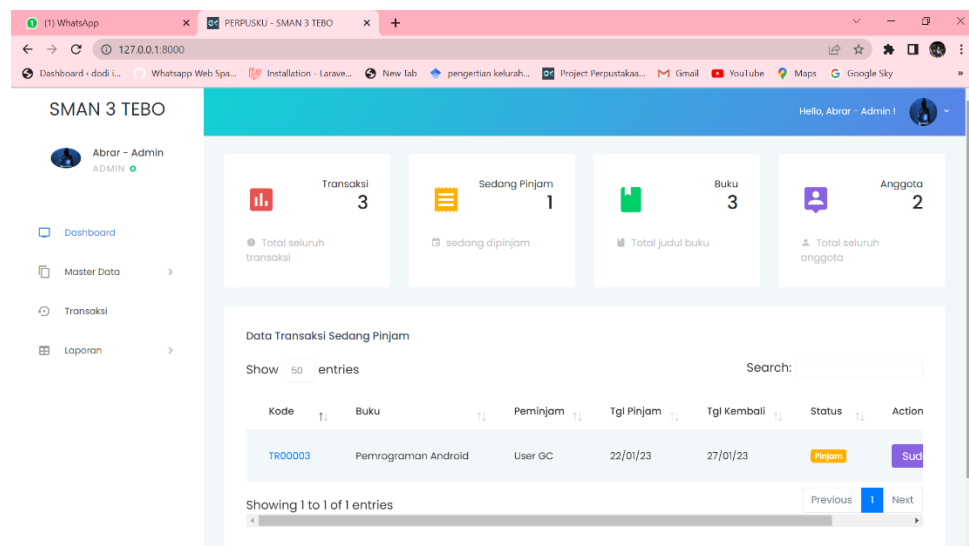 (1) WhatsApp
PERPUSKU - SMAN 3 TEBO
127.0.0.1:8000
Dashboard ‹ dodi i...
Whatsapp Web Spa...
Installation - Larave...
New Tab
pengertian kelurah...
Project Perpustakaa...
Gmail
YouTube
Maps
Google Sky
SMAN 3 TEBO
Hello, Abrar - Admin !
Abrar - Admin
ADMIN
Dashboard
Master Data
Transaksi
Laporan
Transaksi
3
Total seluruh
transaksi
Sedang Pinjam
1
sedang dipinjam
Buku
3
Total judul buku
Anggota
2
Total seluruh
anggota
Data Transaksi Sedang Pinjam
Show 50 entries
Search:
Kode Buku Peminjam Tgl Pinjam Tgl Kembali Status Action
TR00003 Pemrograman Android User GC 22/01/23 27/01/23 Pinjam Sud
Showing 1 to 1 of 1 entries
Previous 1 Next